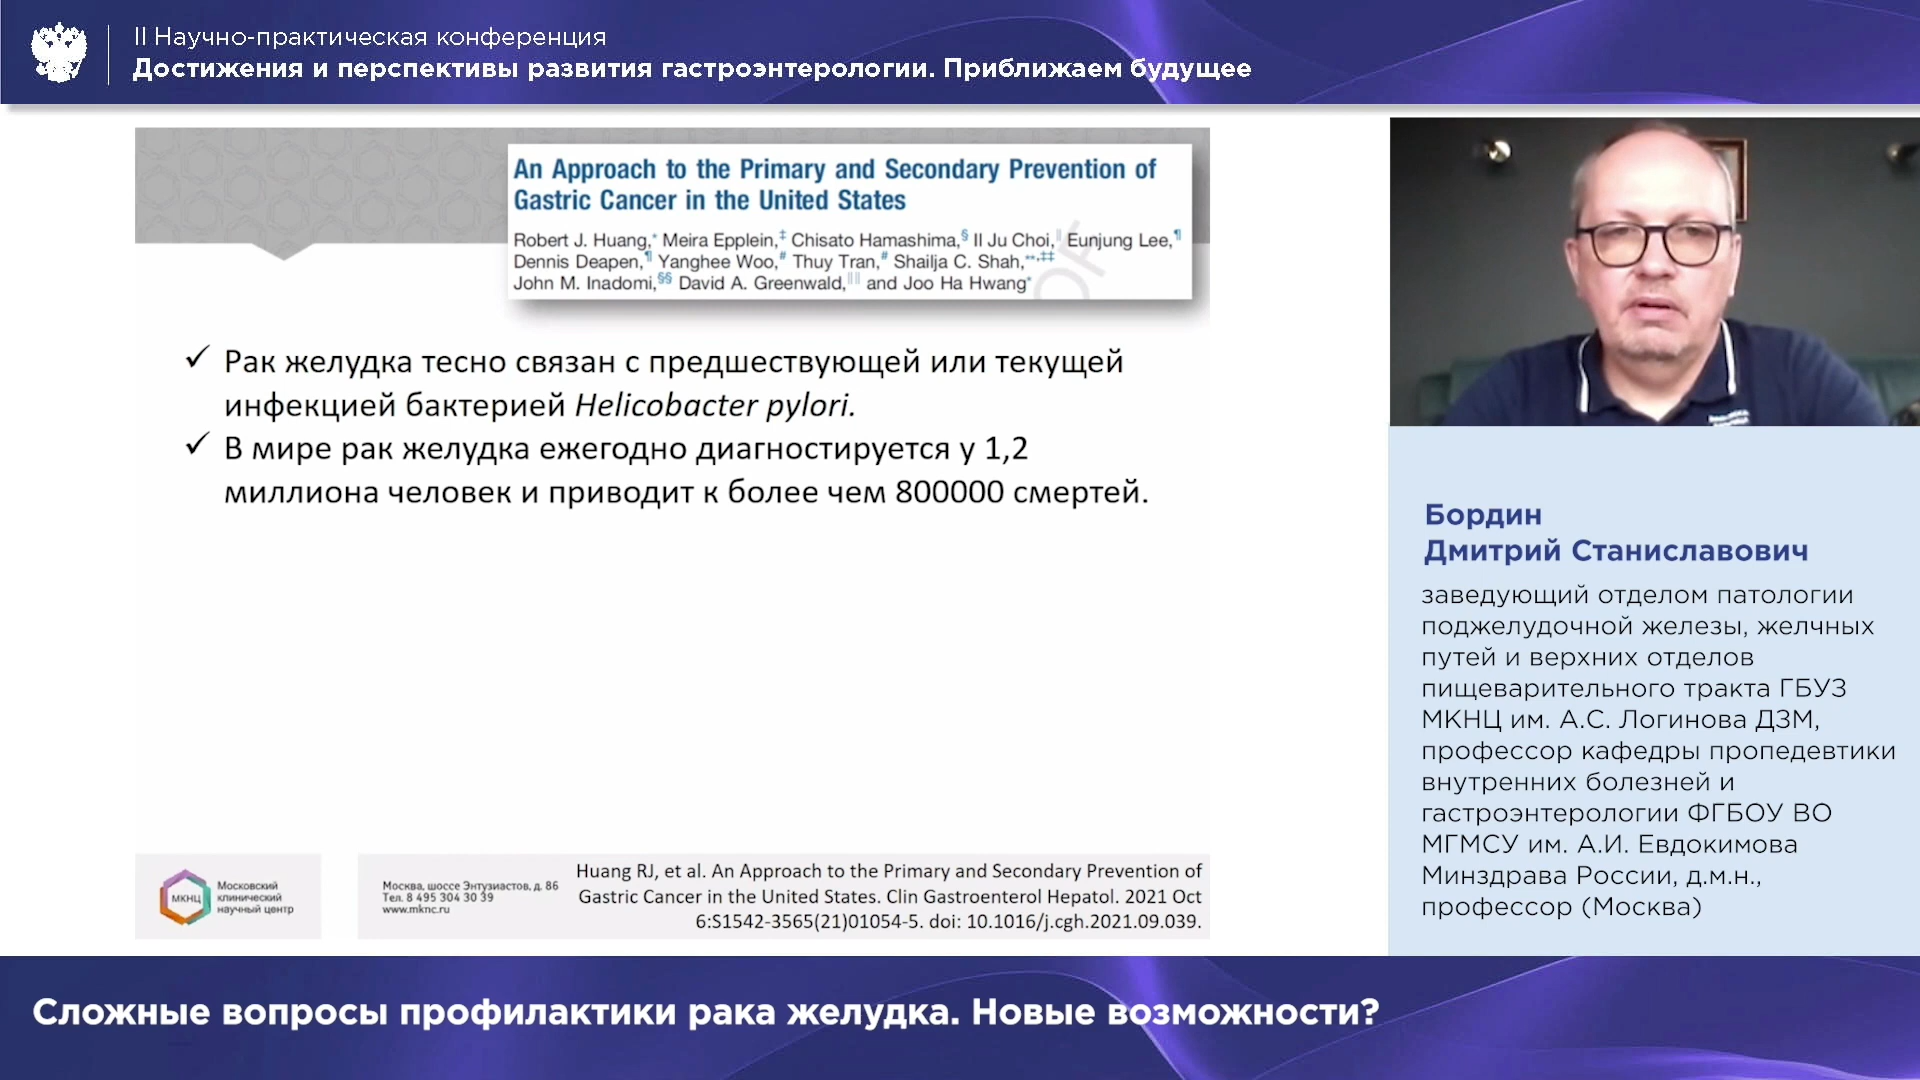 II Научно-практическая конференция
Достижения и перспективы развития гастроэнтерологии. Приближаем будущее
An Approach to the Primary and Secondary Prevention of
Gastric Cancer in the United States
Robert J. Huang,* Meira Epplein,‡ Chisato Hamashima,§ Il Ju Choi,‖ Eunjung Lee,¶
Dennis Deapen,¶ Yanghee Woo,# Thuy Tran,# Shailja C. Shah,**,‡‡
John M. Inadomi,§§ David A. Greenwald,‖‖ and Joo Ha Hwang*
✓ Рак желудка тесно связан с предшествующей или текущей
инфекцией бактерией Helicobacter pylori.
✓ В мире рак желудка ежегодно диагностируется у 1,2
миллиона человек и приводит к более чем 800000 смертей.
МКНЦ
Московский
клинический
научный центр
Москва, шоссе Энтузиастов, д. 86
Тел. 8 495 304 30 39
www.mknc.ru
Huang RJ, et al. An Approach to the Primary and Secondary Prevention of
Gastric Cancer in the United States. Clin Gastroenterol Hepatol. 2021 Oct
6:S1542-3565(21)01054-5. doi: 10.1016/j.cgh.2021.09.039.
Бордин
Дмитрий Станиславович
заведующий отделом патологии
поджелудочной железы, желчных
путей и верхних отделов
пищеварительного тракта ГБУЗ
МКНЦ им. А.С. Логинова ДЗМ,
профессор кафедры пропедевтики
внутренних болезней и
гастроэнтерологии ФГБОУ ВО
МГМСУ им. А.И. Евдокимова
Минздрава России, д.м.н.,
профессор (Москва)
Сложные вопросы профилактики рака желудка. Новые возможности?